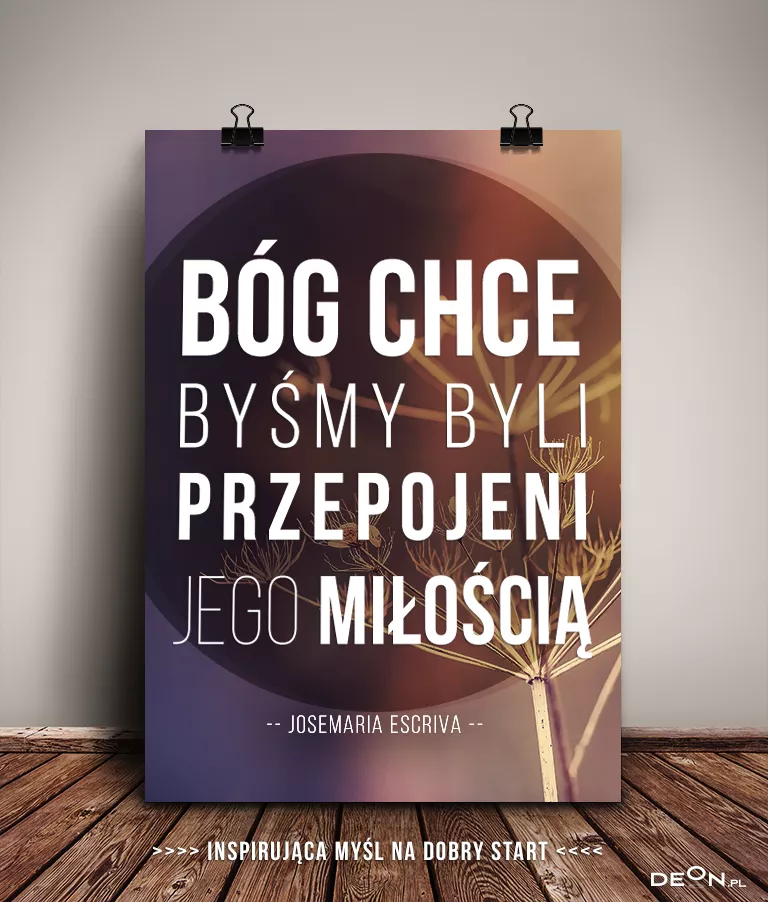 BÓG CHCE
BYŚMY BYLI
PRZEPOJENI
JEGO MIŁOŚCIĄ
-- JOSEMARIA ESCRIVA --
>>>> INSPIRUJĄCA MYŚL NA DOBRY START <<<<
DEON.PL